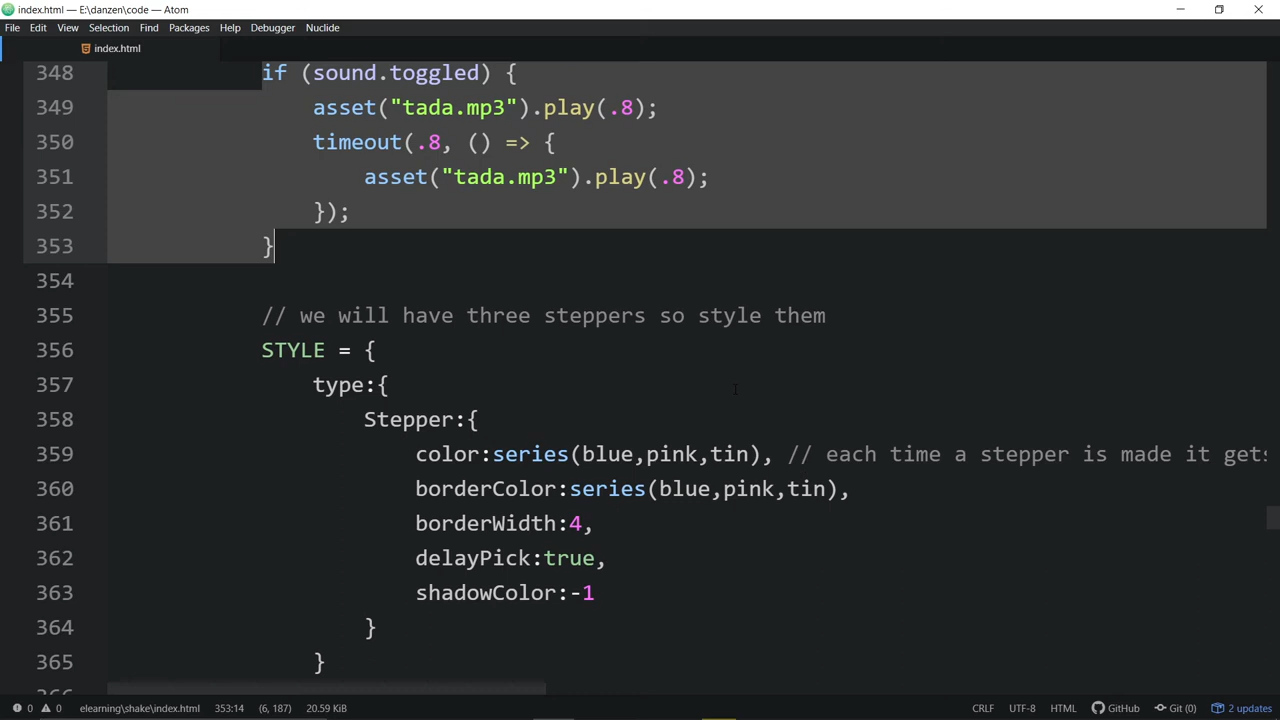 index.html — E:\danzen\code — Atom
File Edit View Selection Find Packages Help Debugger Nuclide
index.html
348 if (sound.toggled) {
349 asset("tada.mp3").play(.8);
350 timeout(.8, () => {
351 asset("tada.mp3").play(.8);
352 });
353 }
354
355 // we will have three steppers so style them
356 STYLE = {
357 type:{
358 Stepper:{
359 color:series(blue,pink,tin), // each time a stepper is made it gets
360 borderColor:series(blue,pink,tin),
361 borderWidth:4,
362 delayPick:true,
363 shadowColor:-1
364 }
365 }
0 0 elearning\shake\index.html 353:14 (6, 187) 20.59 KiB CRLF UTF-8 HTML GitHub Git (0) 2 updates